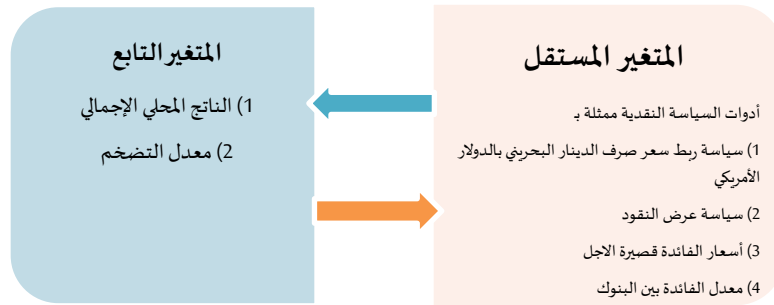 المتغير المستقل
أدوات السياسة النقدية ممثلة بـ
1) سياسة ربط سعر صرف الدينار البحريني بالدولار
الأمريكي
2) سياسة عرض النقود
3) أسعار الفائدة قصيرة الاجل
4) معدل الفائدة بين البنوك
المتغير التابع
1) الناتج المحلي الإجمالي
2) معدل التضخم